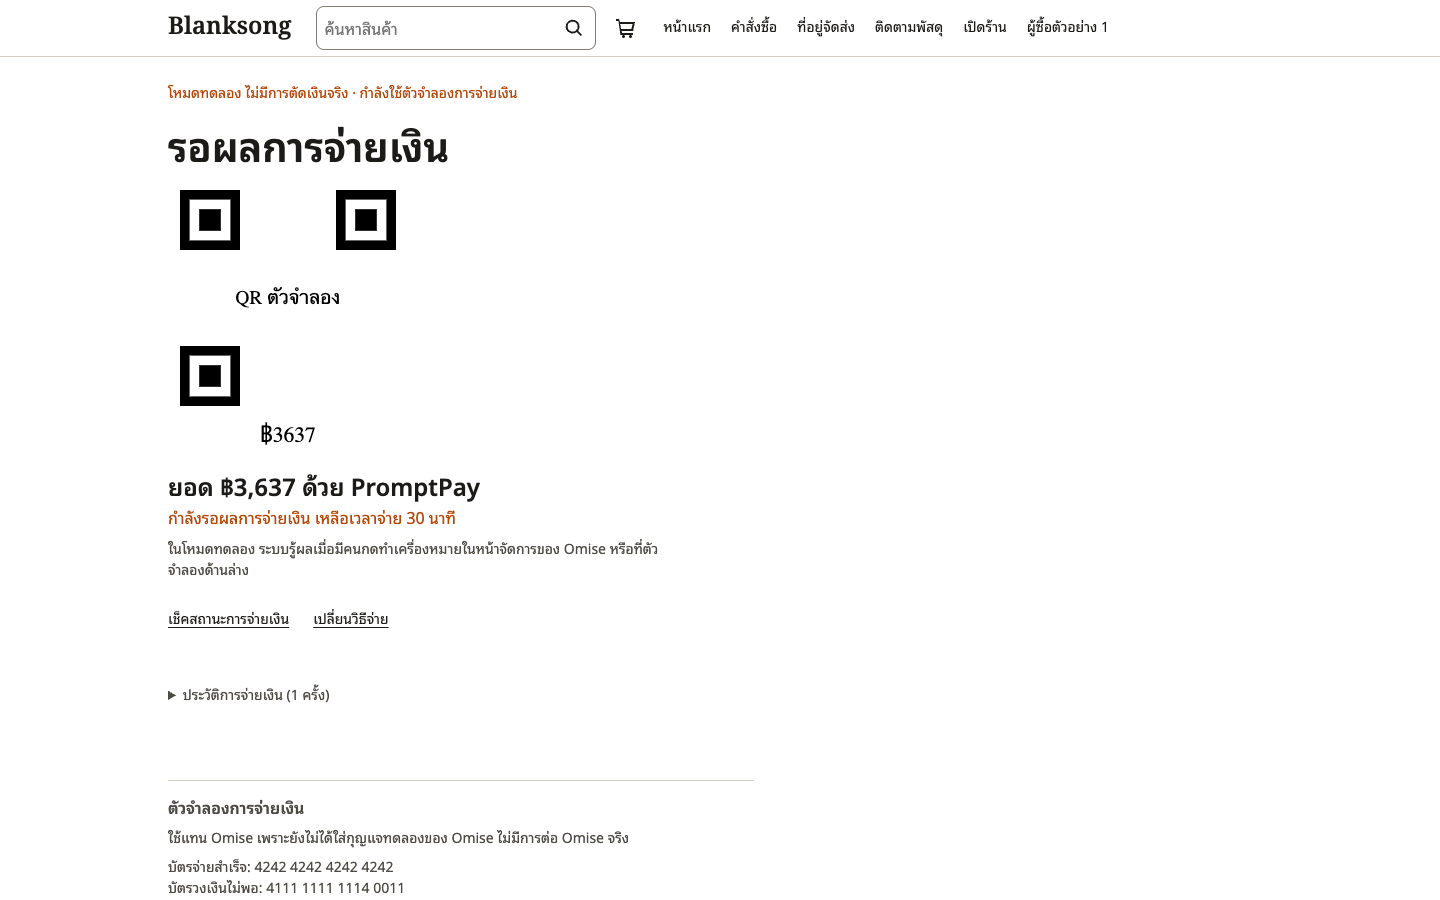 Blanksong
ค้นหาสินค้า
หน้าแรก
คำสั่งซื้อ
ที่อยู่จัดส่ง
ติดตามพัสดุ
เปิดร้าน
ผู้ซื้อตัวอย่าง 1
โหมดทดลอง ไม่มีการตัดเงินจริง · กำลังใช้ตัวจำลองการจ่ายเงิน
รอผลการจ่ายเงิน
QR ตัวจำลอง
฿3637
ยอด ฿3,637 ด้วย PromptPay
กำลังรอผลการจ่ายเงิน เหลือเวลาจ่าย 30 นาที
ในโหมดทดลอง ระบบรู้ผลเมื่อมีคนกดทำเครื่องหมายในหน้าจัดการของ Omise หรือที่ตัว
จำลองด้านล่าง
เช็คสถานะการจ่ายเงิน
เปลี่ยนวิธีจ่าย
ประวัติการจ่ายเงิน (1 ครั้ง)
ตัวจำลองการจ่ายเงิน
ใช้แทน Omise เพราะยังไม่ได้ใส่กุญแจทดลองของ Omise ไม่มีการต่อ Omise จริง
บัตรจ่ายสำเร็จ: 4242 4242 4242 4242
บัตรวงเงินไม่พอ: 4111 1111 1114 0011